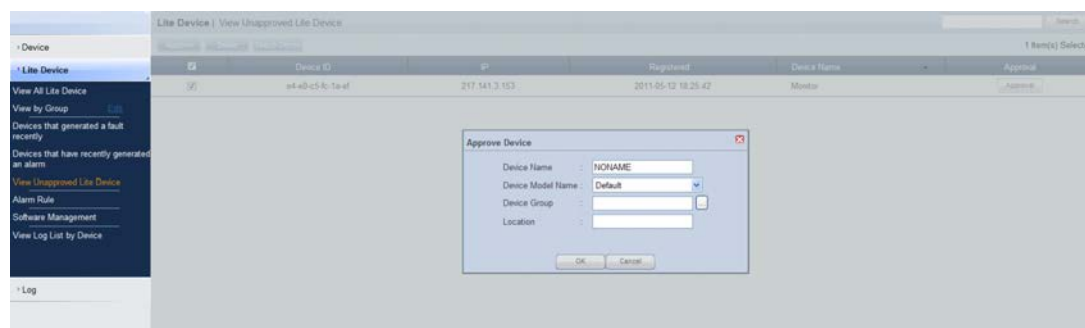 Lite Device | View Unapproved Lite Device
Search
Device
1 Item(s) Select
Lite Device
Device ID
IP
Registered
Device Name
Approval
View All Lite Device
217.141.3.153
2011-05-12 18:25:42
Monitor
Approval
View by Group Edit
Devices that generated a fault
recently
Devices that have recently generated
an alarm
View Unapproved Lite Device
Alarm Rule
Software Management
View Log List by Device
Log
Approve Device
Device Name : NONAME
Device Model Name : Default
Device Group :
...
Location :
OK
Cancel